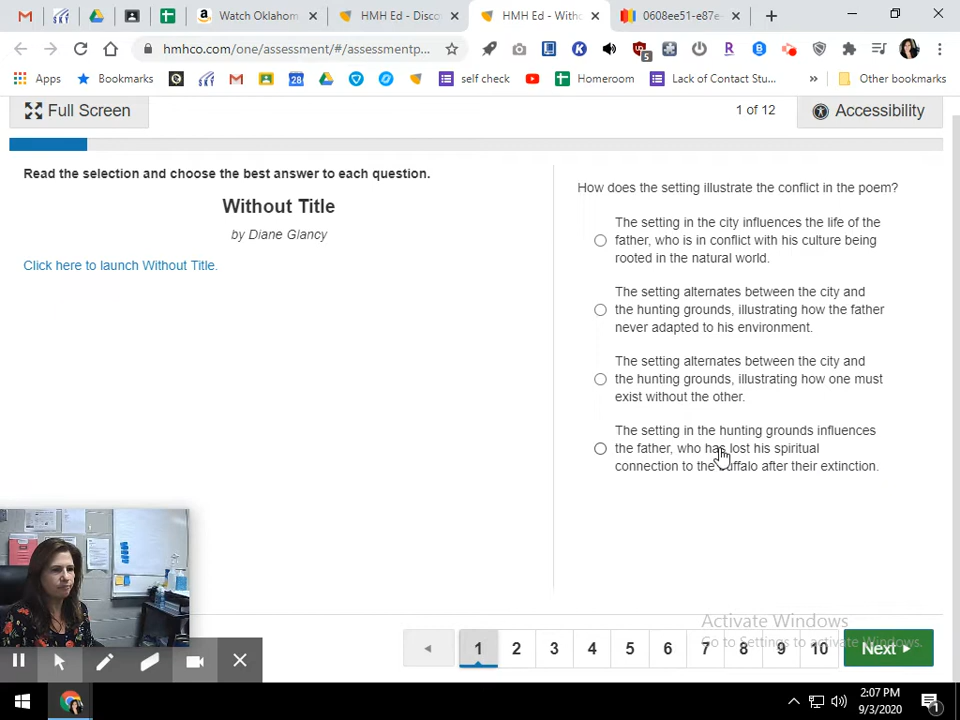 Watch Oklahom
HMH Ed - Disco
HMH Ed - With
0608ee51-e87e-
hmhco.com/one/assessment/#/assessmentp...
5
R
Apps
Bookmarks
28
self check
Homeroom
Lack of Contact Stu...
»
Other bookmarks
Full Screen
1 of 12
Accessibility
Read the selection and choose the best answer to each question.
Without Title
by Diane Glancy
Click here to launch Without Title.
How does the setting illustrate the conflict in the poem?
The setting in the city influences the life of the
father, who is in conflict with his culture being
rooted in the natural world.
The setting alternates between the city and
the hunting grounds, illustrating how the father
never adapted to his environment.
The setting alternates between the city and
the hunting grounds, illustrating how one must
exist without the other.
The setting in the hunting grounds influences
the father, who has lost his spiritual
connection to the buffalo after their extinction.
Activate Windows
Go to Settings to activate Windows.
1 2 3 4 5 6 7 8 9 10 Next
2:07 PM
9/3/2020
1